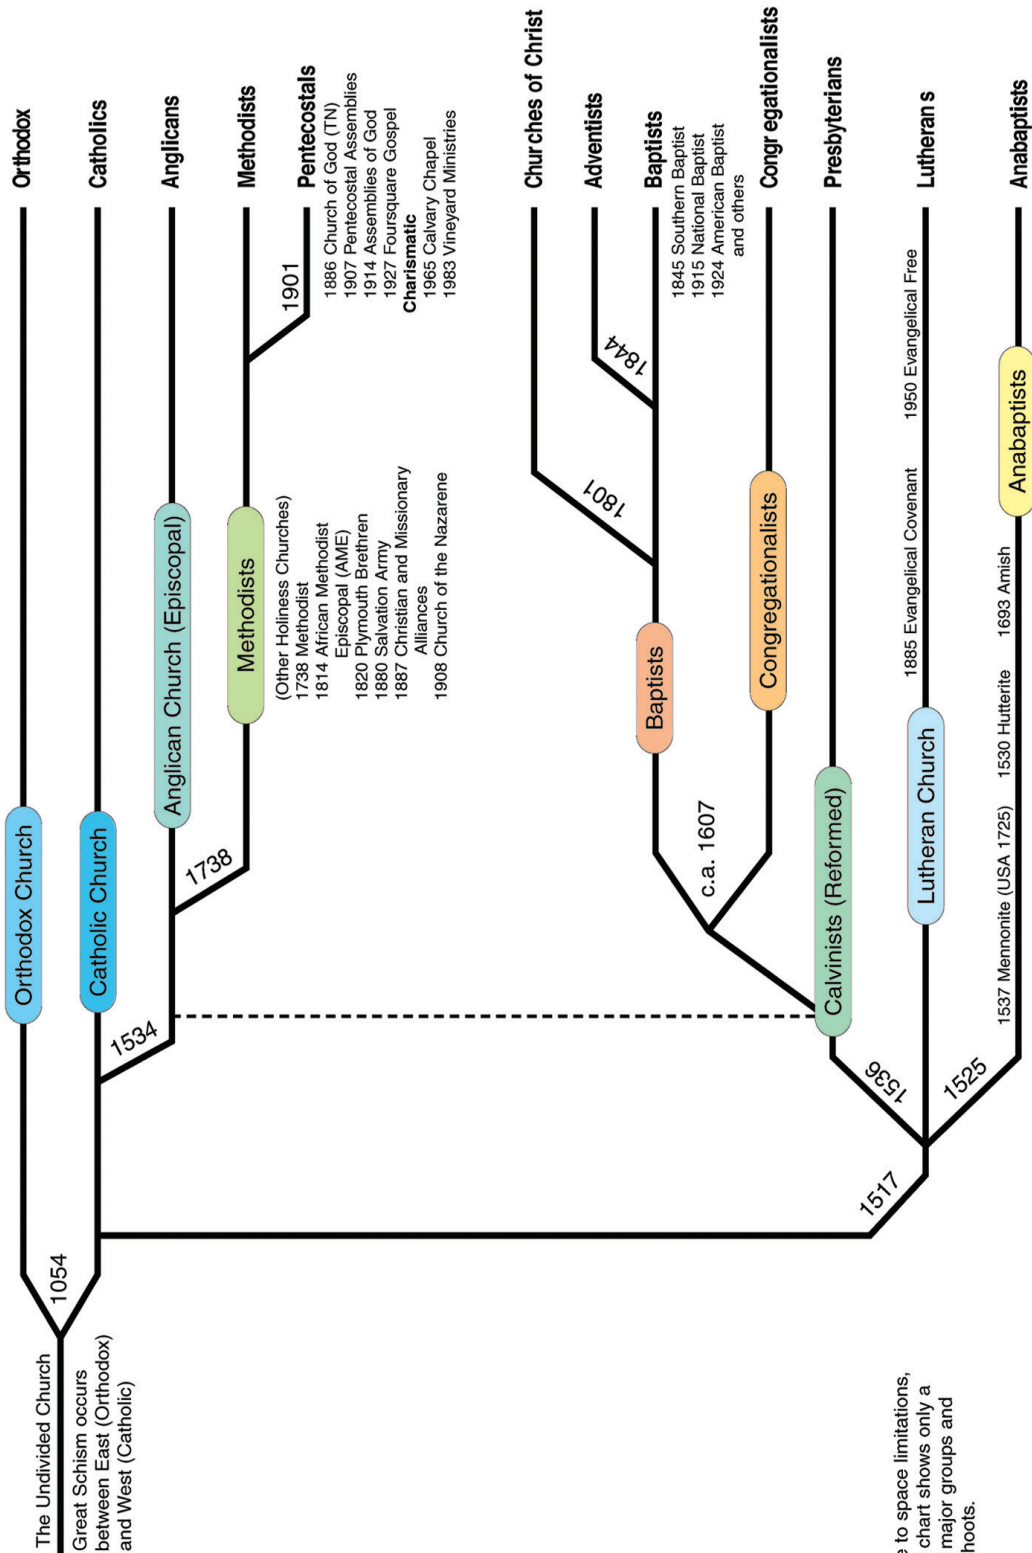 The Undivided Church
Great Schism occurs
between East (Orthodox)
and West (Catholic)
1054
Orthodox Church
Orthodox
Catholic Church
Catholics
1534
Anglican Church (Episcopal)
Anglicans
1738
Methodists
Methodists
(Other Holiness Churches)
1738 Methodist
1814 African Methodist
Episcopal (AME)
1820 Plymouth Brethren
1880 Salvation Army
1887 Christian and Missionary
Alliances
1908 Church of the Nazarene
1901
Pentecostals
1886 Church of God (TN)
1907 Pentecostal Assemblies
1914 Assemblies of God
1927 Foursquare Gospel
Charismatic
1965 Calvary Chapel
1983 Vineyard Ministries
Churches of Christ
1801
Adventists
1844
Baptists
Baptists
1845 Southern Baptist
1915 National Baptist
1924 American Baptist
and others
c.a. 1607
Congregationalists
Congregationalists
Calvinists (Reformed)
Presbyterians
1536
1517
Lutheran Church
1885 Evangelical Covenant
1950 Evangelical Free
Lutheran s
1525
1537 Mennonite (USA 1725)
1530 Hutterite
1693 Amish
Anabaptists
Anabaptists
e to space limitations,
chart shows only a
major groups and
hoots.